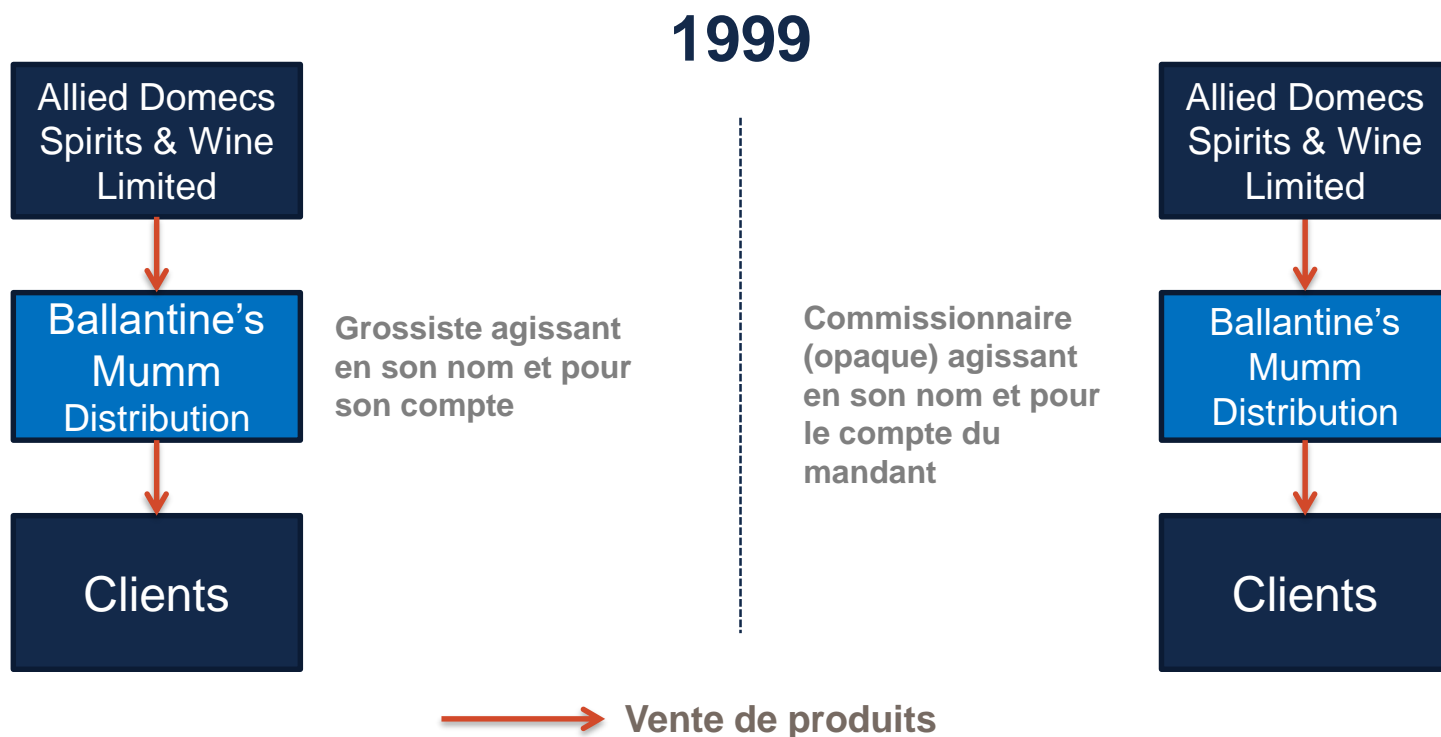 1999
Allied Domecs
Spirits & Wine
Limited
Ballantine’s
Mumm
Distribution
Clients
Grossiste agissant
en son nom et pour
son compte
Commissionnaire
(opaque) agissant
en son nom et pour
le compte du
mandant
Allied Domecs
Spirits & Wine
Limited
Ballantine’s
Mumm
Distribution
Clients
Vente de produits